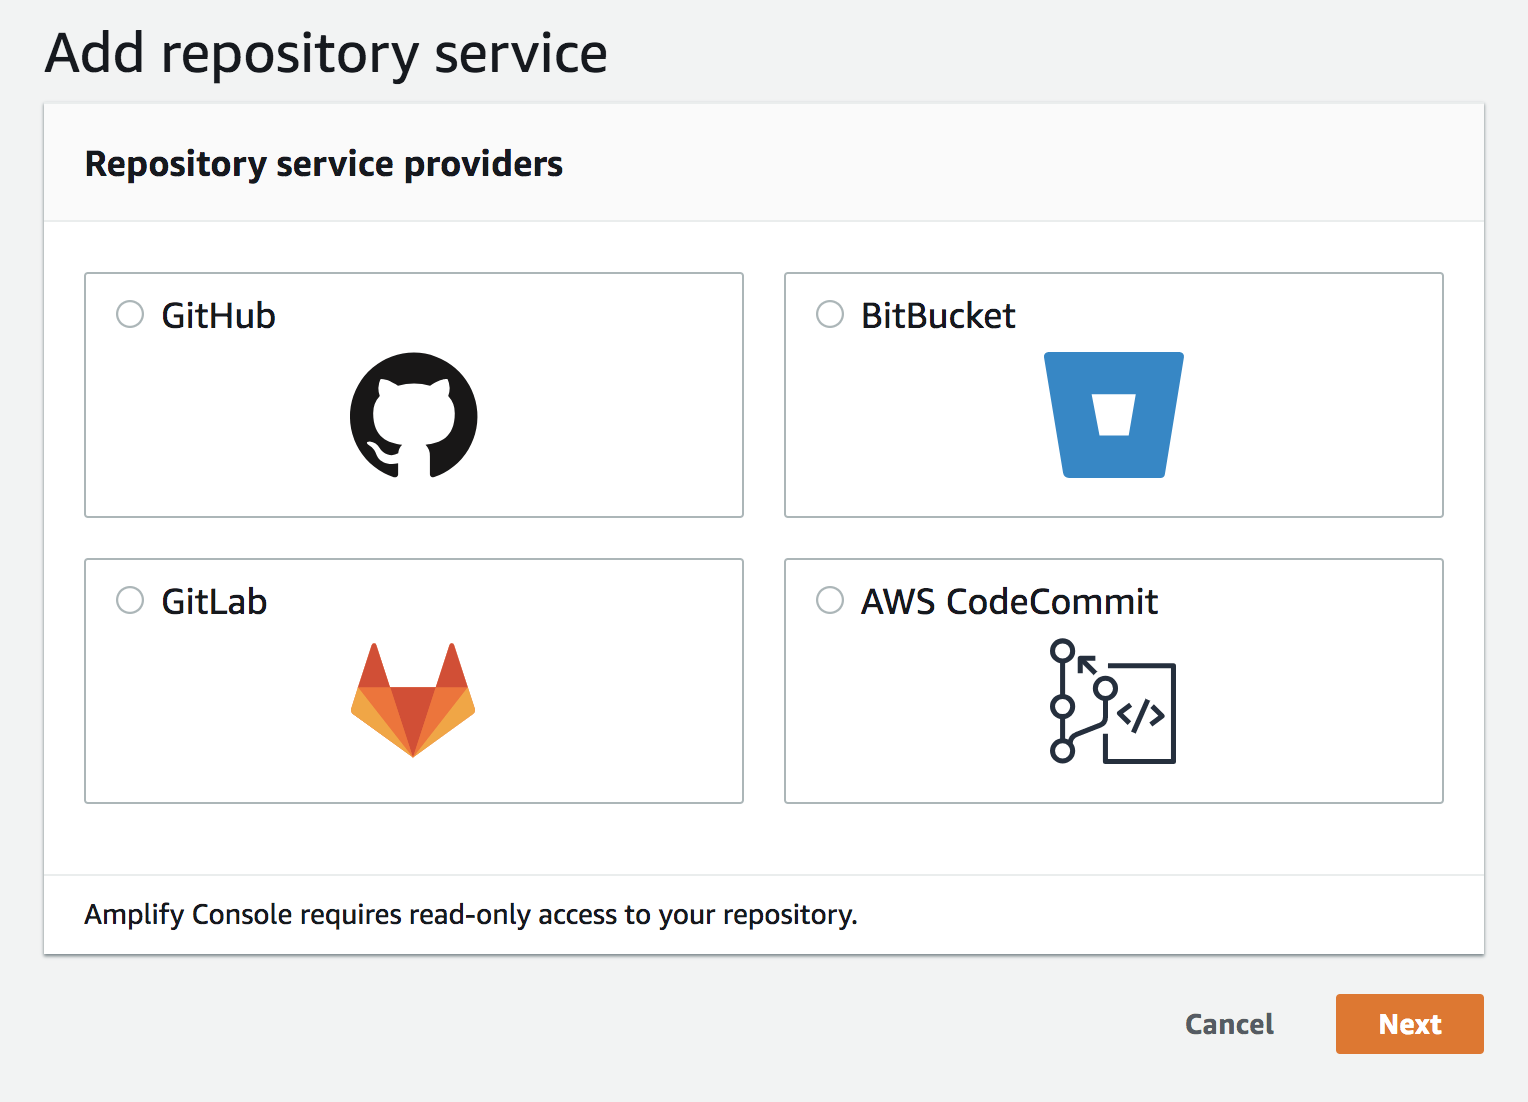 Add repository service
Repository service providers
GitHub
BitBucket
GitLab
AWS CodeCommit
</>
Amplify Console requires read-only access to your repository.
Cancel
Next